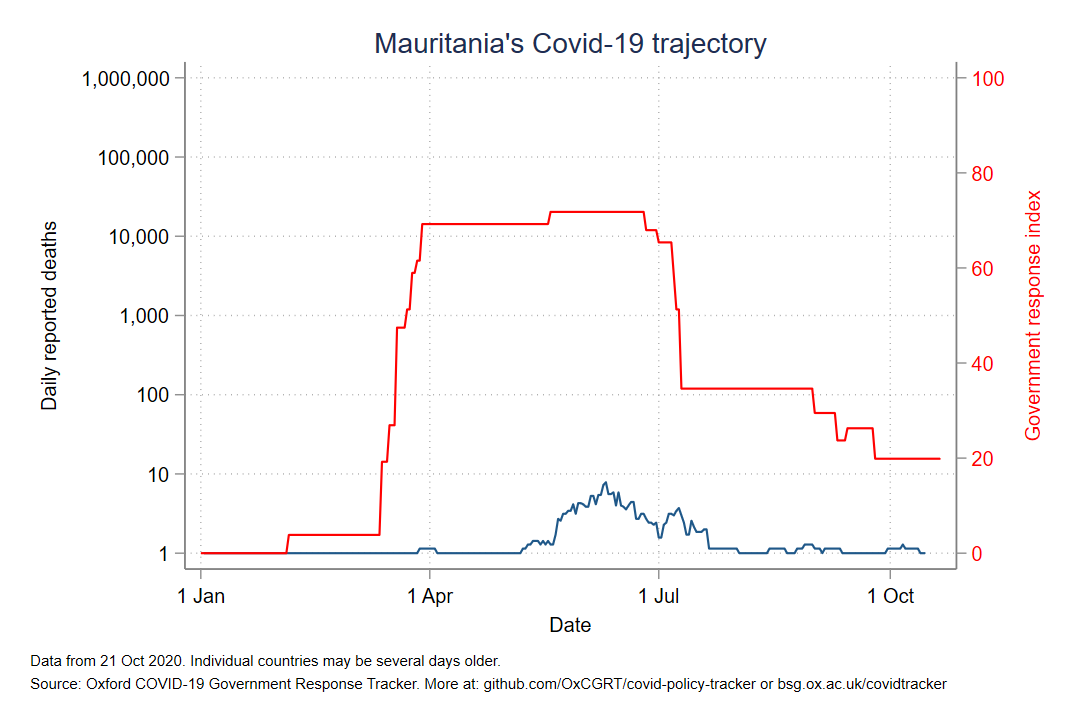 Mauritania's Covid-19 trajectory
1,000,000
100,000
10,000
1,000
100
10
1
Daily reported deaths
100
80
60
40
20
0
Government response index
1 Jan
1 Apr
1 Jul
1 Oct
Date
Data from 21 Oct 2020. Individual countries may be several days older.
Source: Oxford COVID-19 Government Response Tracker. More at: github.com/OxCGRT/covid-policy-tracker or bsg.ox.ac.uk/covidtracker